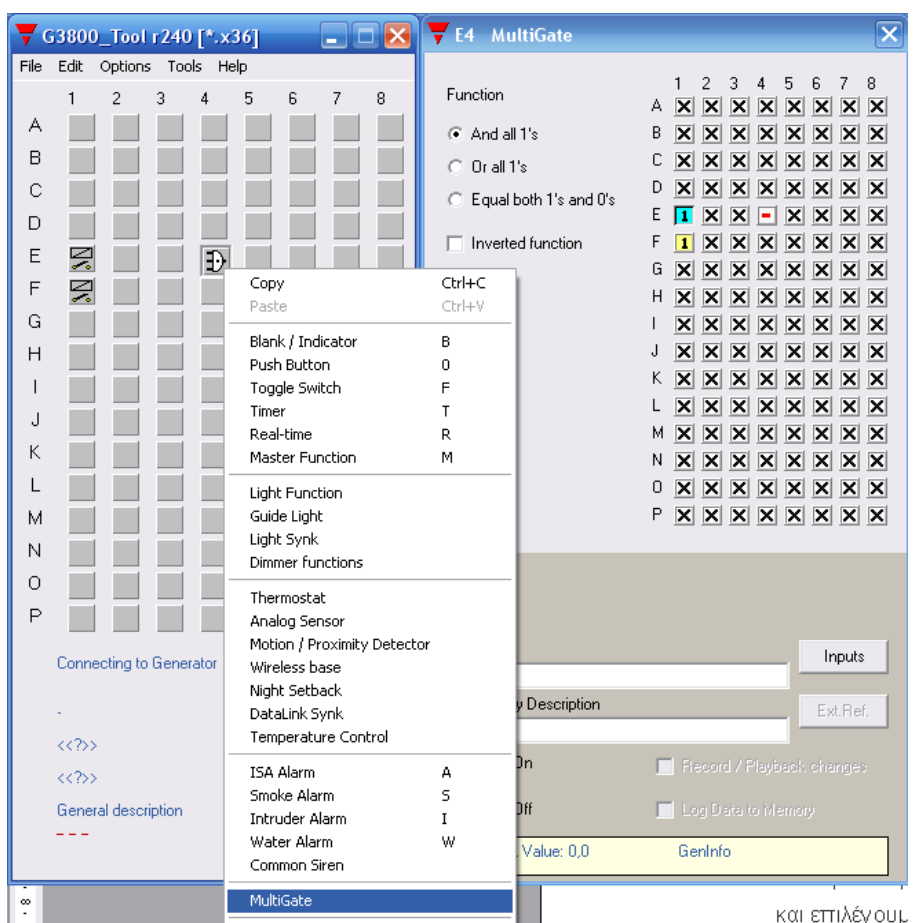 G3800_Tool r240 [*.x36]
File Edit Options Tools Help
1 2 3 4 5 6 7 8
A
B
C
D
E
F
G
H
I
J
K
L
M
N
O
P
Connecting to Generator
-
<<?>>
<<?>>
General description
- - -
Copy Ctrl+C
Paste Ctrl+V
Blank / Indicator B
Push Button 0
Toggle Switch F
Timer T
Real-time R
Master Function M
Light Function
Guide Light
Light Synk
Dimmer functions
Thermostat
Analog Sensor
Motion / Proximity Detector
Wireless base
Night Setback
DataLink Synk
Temperature Control
ISA Alarm A
Smoke Alarm S
Intruder Alarm I
Water Alarm W
Common Siren
MultiGate
E4 MultiGate
Function
And all 1's
Or all 1's
Equal both 1's and 0's
Inverted function
1 2 3 4 5 6 7 8
A
B
C
D
E 1 -
F 1
G
H
I
J
K
L
M
N
O
P
Inputs
y Description
Ext.Ref.
On
Record / Playback changes
Off
Log Data to Memory
. Value: 0,0 GenInfo
8
και επιλέγουμ